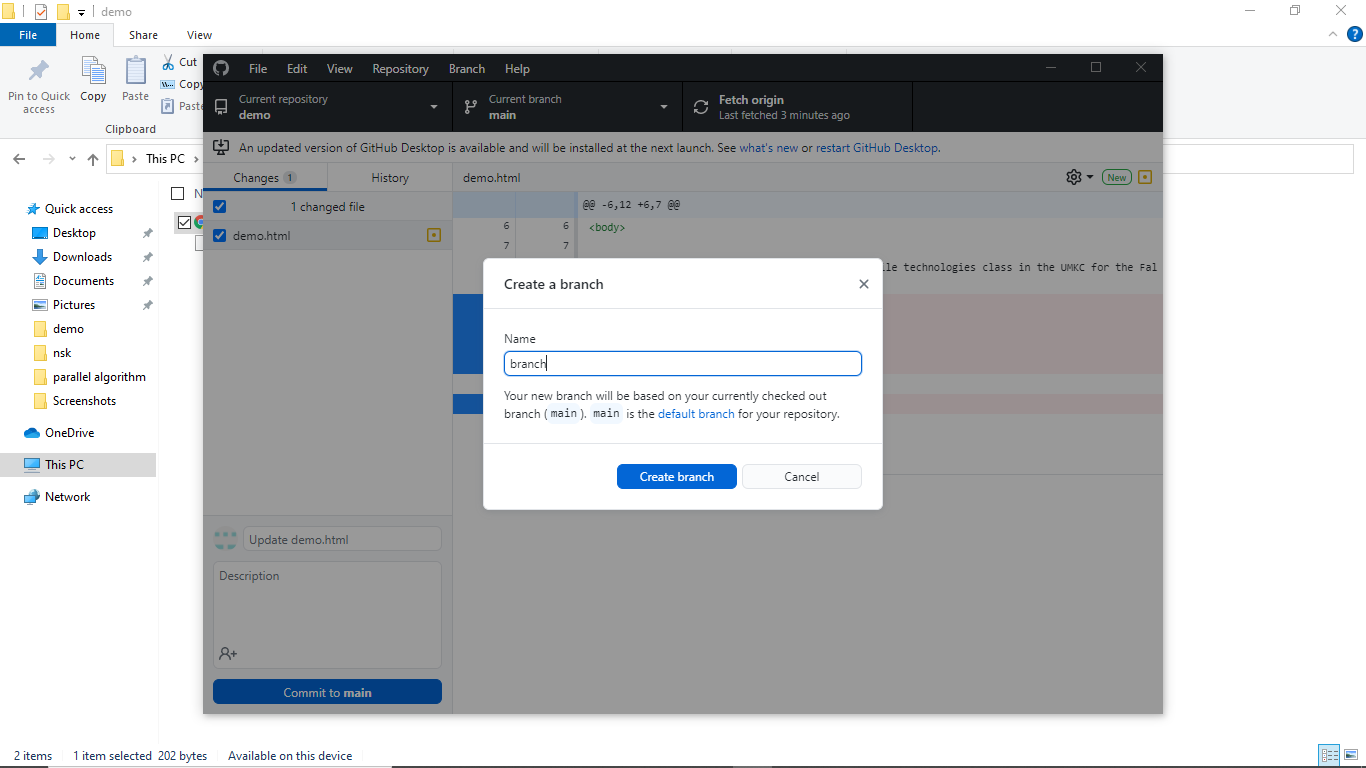 demo
File Home Share View
Pin to Quick access
Copy
Paste
Cut
Copy
Paste
Clipboard
This PC
Quick access
Desktop
Downloads
Documents
Pictures
demo
nsk
parallel algorithm
Screenshots
OneDrive
This PC
Network
2 items 1 item selected 202 bytes Available on this device
File Edit View Repository Branch Help
Current repository
demo
Current branch
main
Fetch origin
Last fetched 3 minutes ago
An updated version of GitHub Desktop is available and will be installed at the next launch. See what's new or restart GitHub Desktop.
Changes 1 History
demo.html
New
1 changed file
demo.html
@@ -6,12 +6,7 @@
6 6 <body>
7 7
technologies class in the UMKC for the Fal
Create a branch
Name
branch
Your new branch will be based on your currently checked out
branch (main). main is the default branch for your repository.
Create branch Cancel
Update demo.html
Description
Commit to main